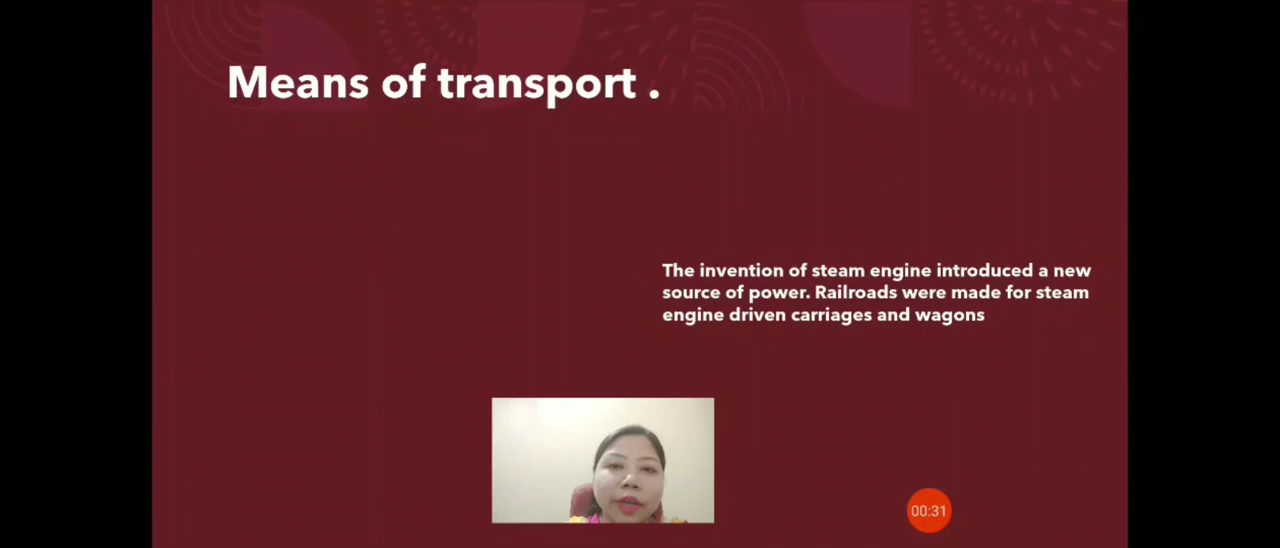 Means of transport .
The invention of steam engine introduced a new
source of power. Railroads were made for steam
engine driven carriages and wagons
00:31